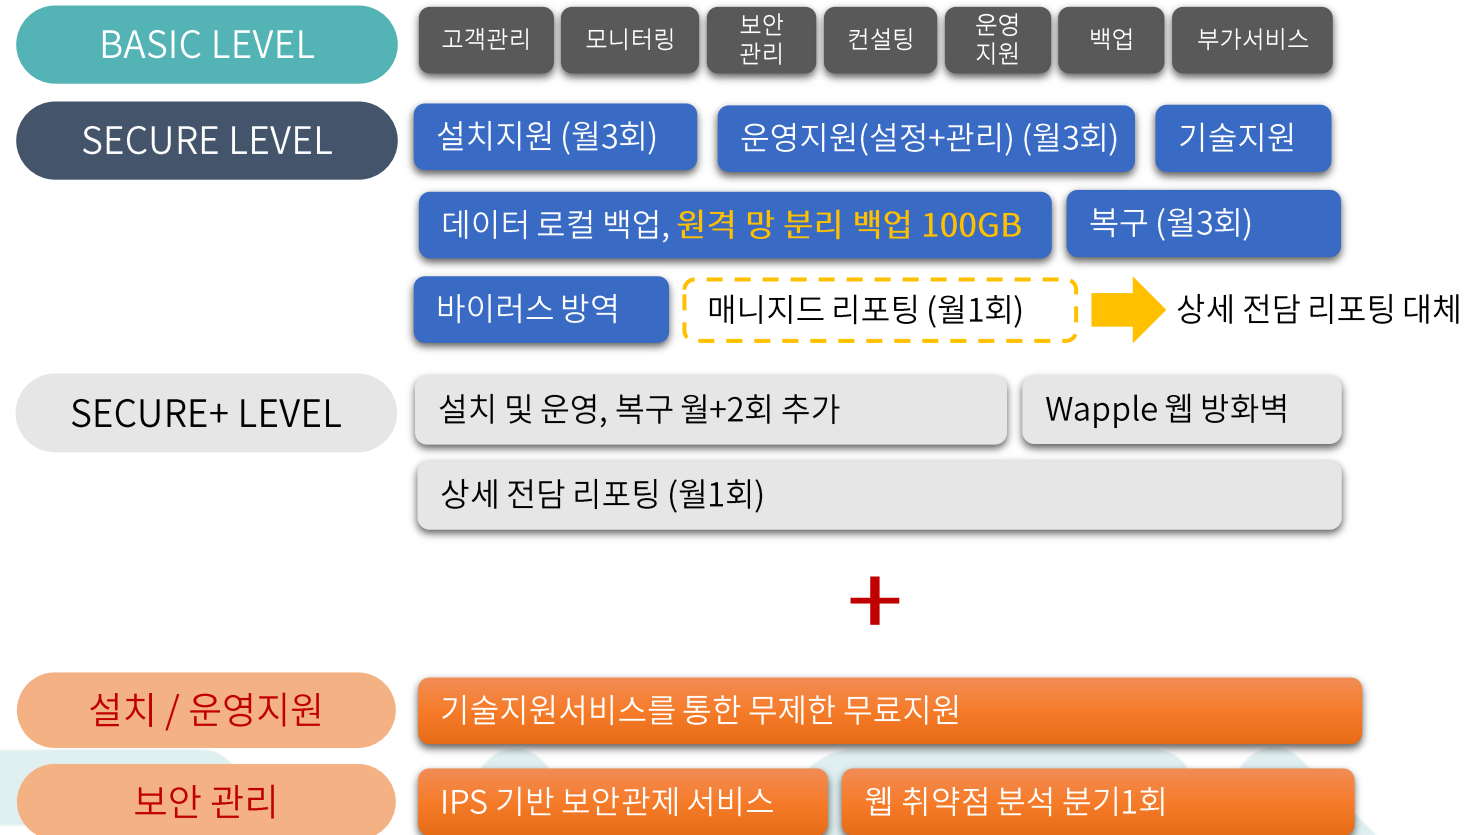 BASIC LEVEL
고객관리
모니터링
보안
관리
컨설팅
운영
지원
백업
부가서비스
SECURE LEVEL
설치지원 (월3회)
운영지원(설정+관리) (월3회)
기술지원
데이터 로컬 백업, 원격 망 분리 백업 100GB
복구 (월3회)
바이러스 방역
매니지드 리포팅 (월1회)
상세 전담 리포팅 대체
SECURE+ LEVEL
설치 및 운영, 복구 월+2회 추가
Wapple 웹 방화벽
상세 전담 리포팅 (월1회)
+
설치 / 운영지원
기술지원서비스를 통한 무제한 무료지원
보안 관리
IPS 기반 보안관제 서비스
웹 취약점 분석 분기1회